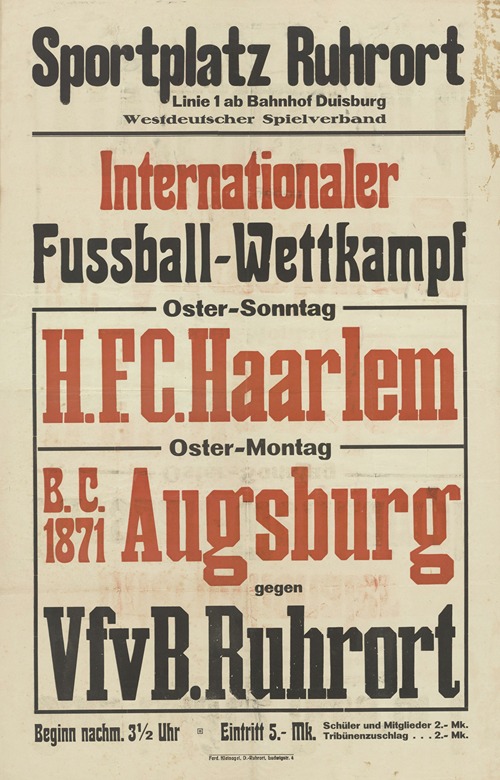 Sportplatz Ruhrort
Linie 1 ab Bahnhof Duisburg
Westdeutscher Spielverband
Internationaler
Fussball-Wettkampf
Oster-Sonntag
H.F.C. Haarlem
Oster-Montag
B. C.
1871 Augsburg
gegen
VfvB. Ruhrort
Beginn nachm. 3½ Uhr Eintritt 5.- Mk. Schüler und Mitglieder 2.- Mk.
Tribünenzuschlag . . . 2.- Mk.
D.-Ruhrort,